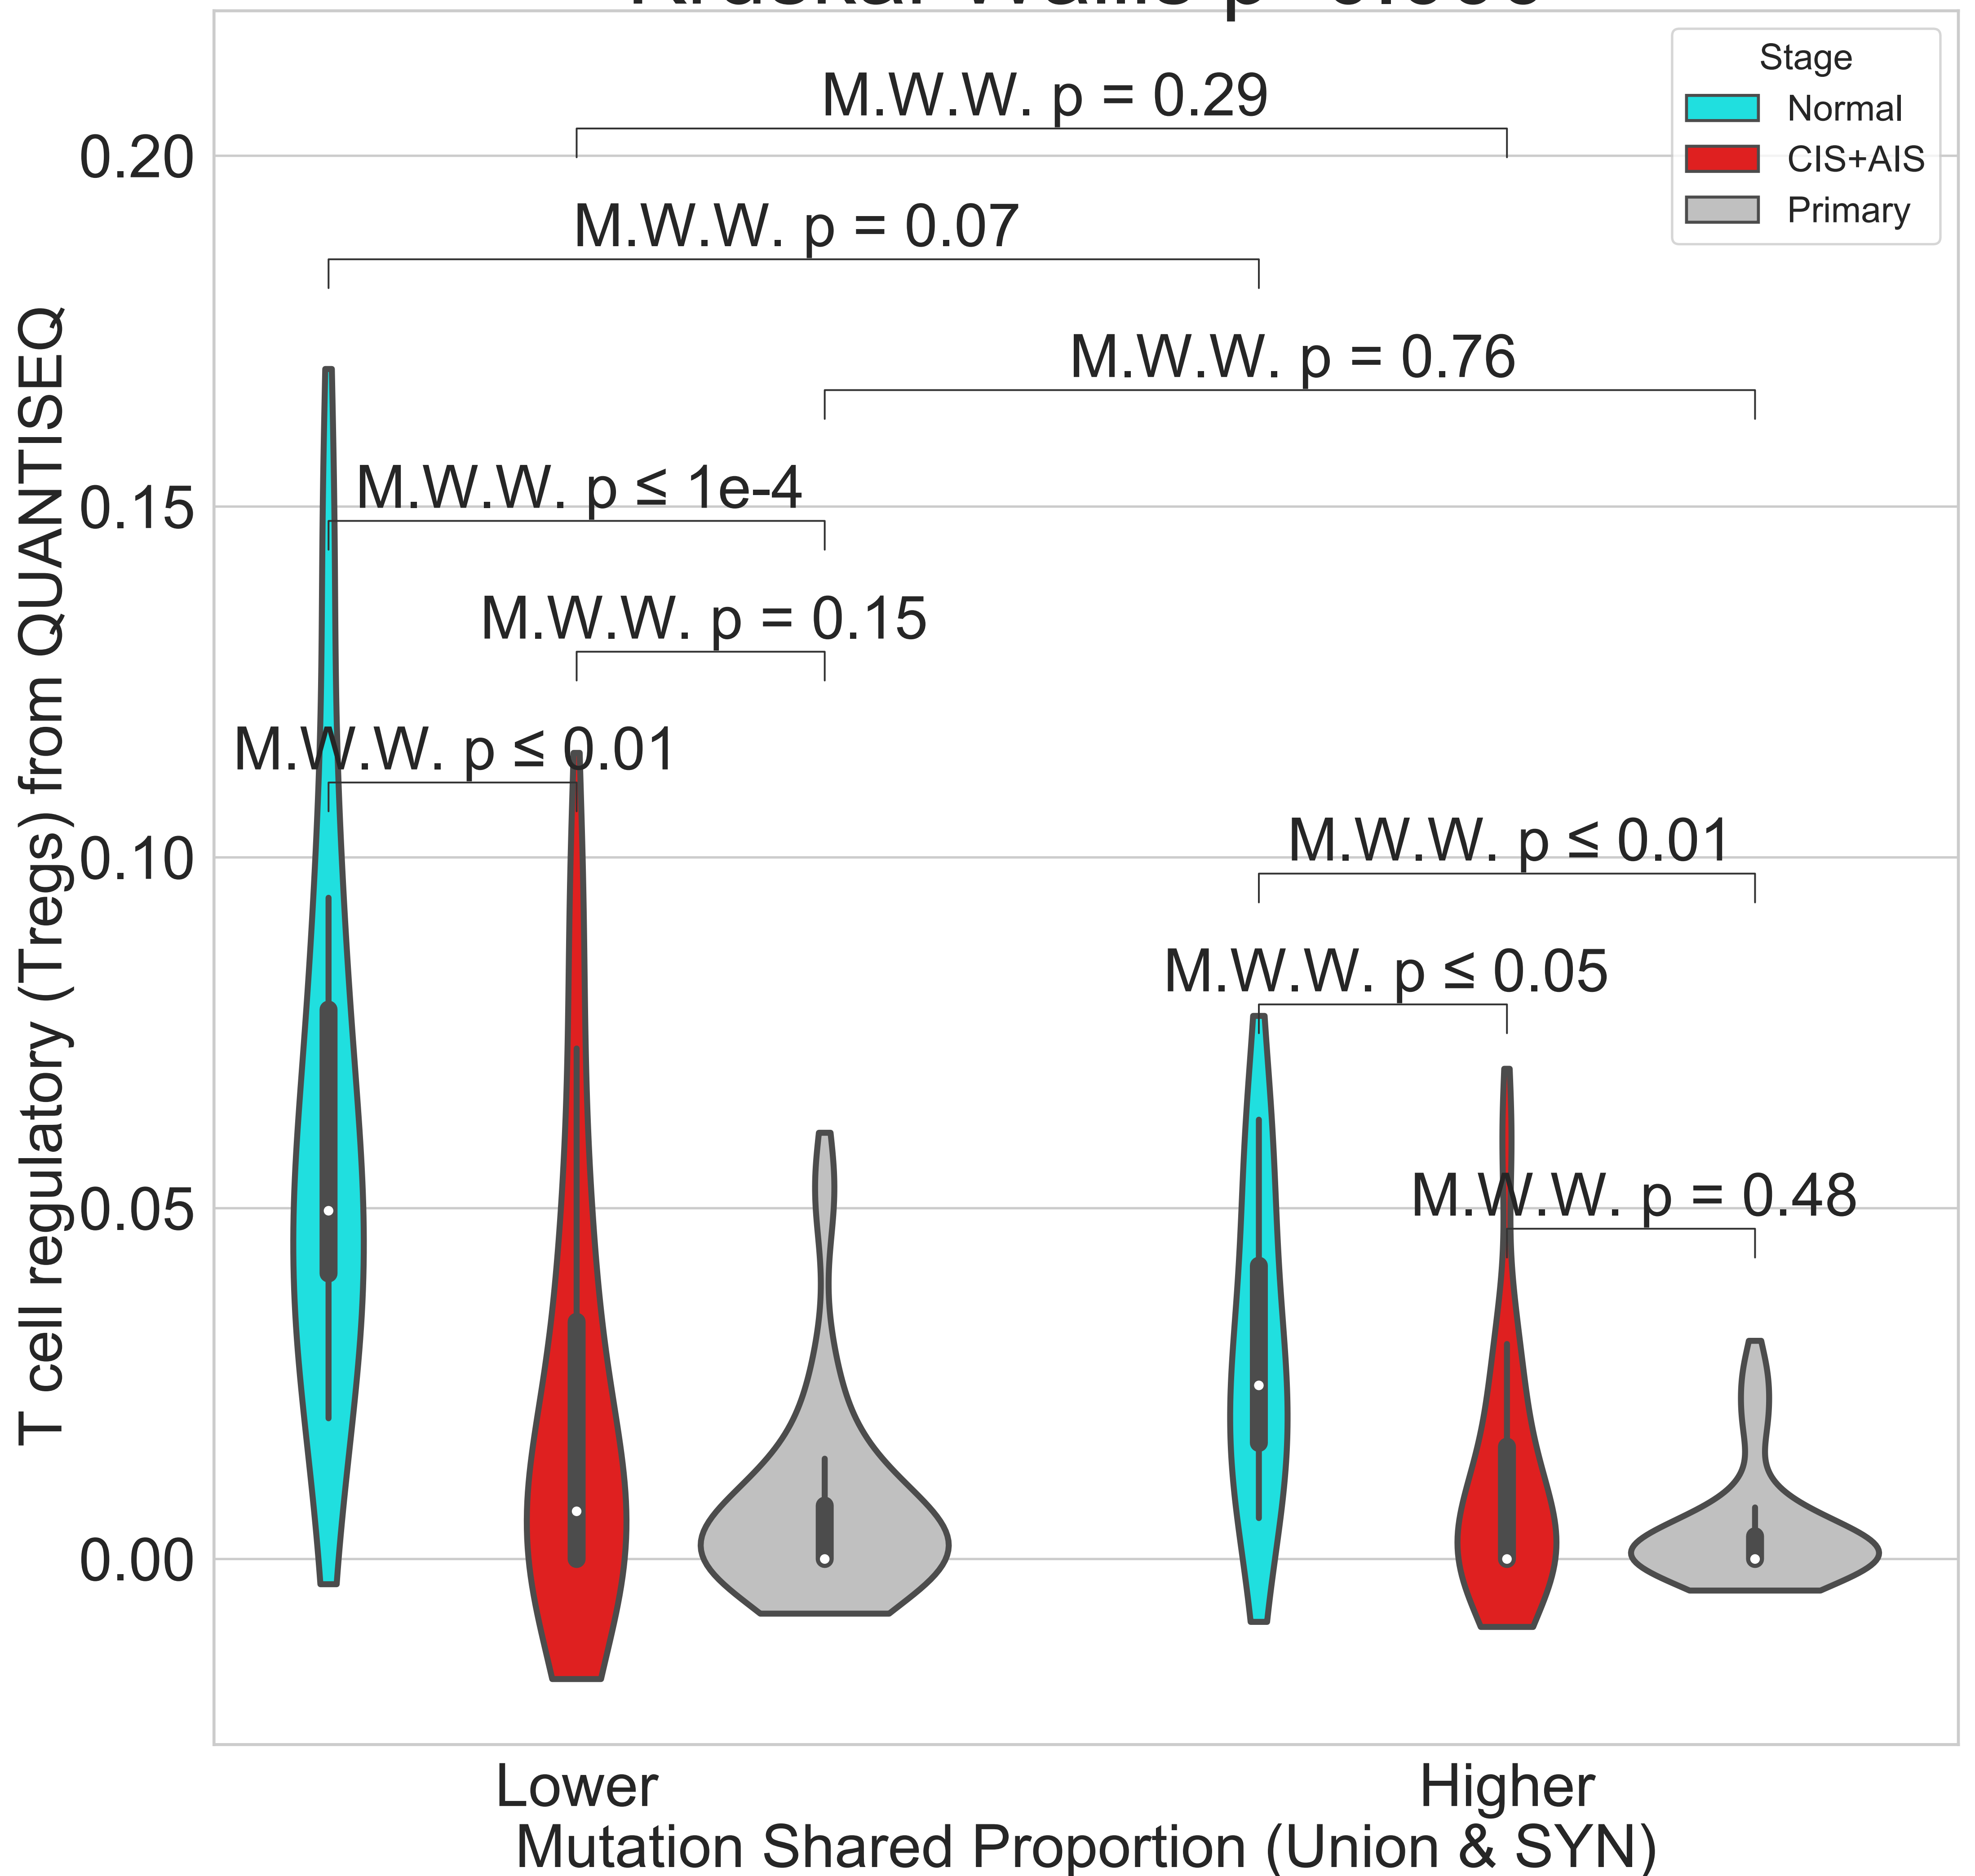 M.W.W. p = 0.29
M.W.W. p = 0.07
M.W.W. p = 0.76
M.W.W. p ≤ 1e-4
M.W.W. p = 0.15
M.W.W. p ≤ 0.01
M.W.W. p ≤ 0.01
M.W.W. p ≤ 0.05
M.W.W. p = 0.48
Stage
Normal
CIS+AIS
Primary
0.20
0.15
0.10
0.05
0.00
T cell regulatory (Tregs) from QUANTISEQ
Lower
Higher
Mutation Shared Proportion (Union & SYN)